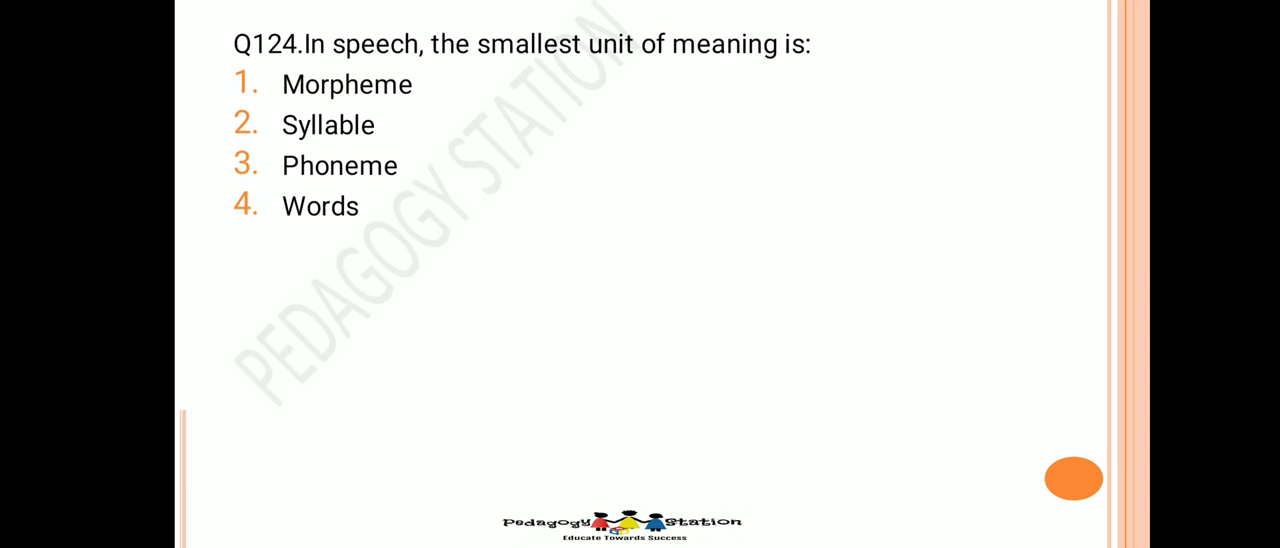 Q124.In speech, the smallest unit of meaning is:
1. Morpheme
2. Syllable
3. Phoneme
4. Words
PEDAGOGY STATION
Pedagogy Station
Educate Towards Success